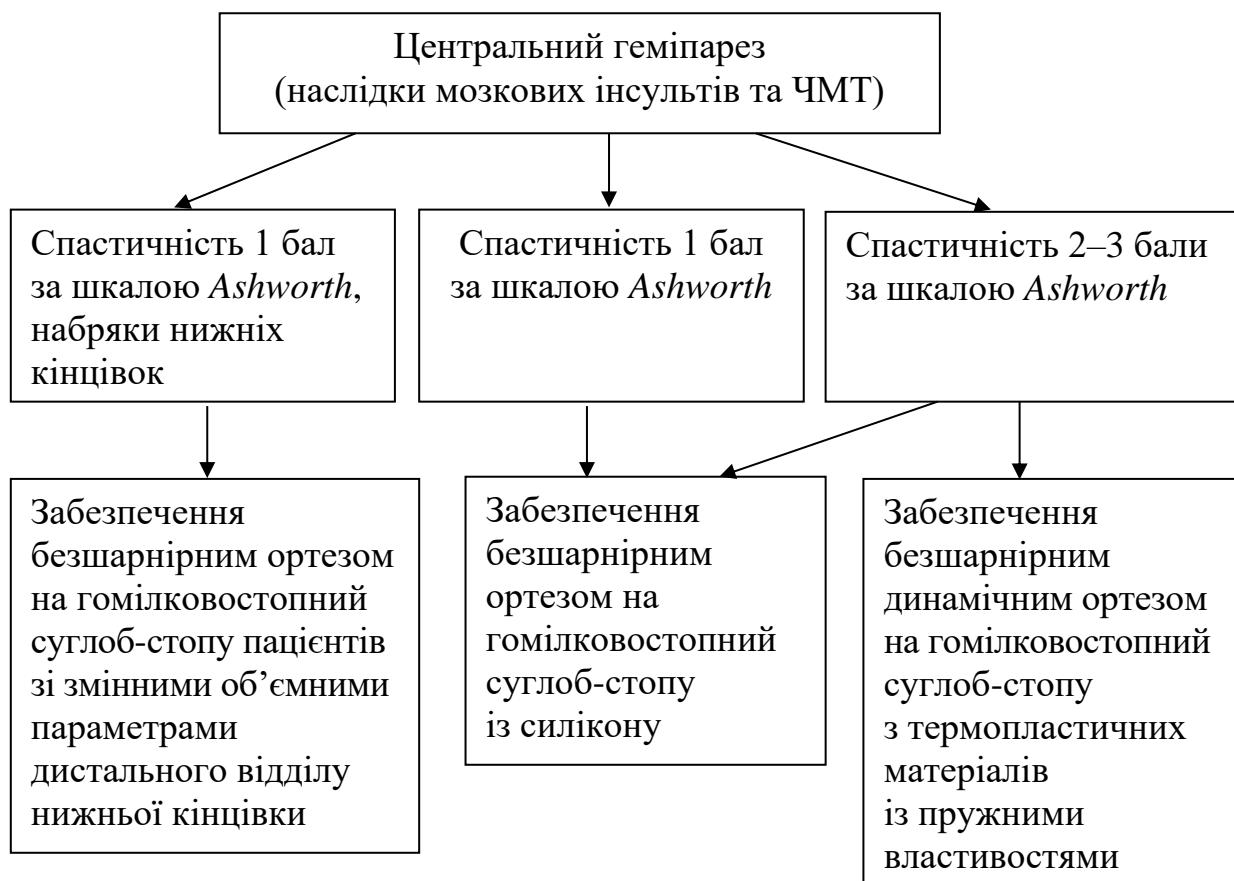 Центральний геміпарез
(наслідки мозкових інсультів та ЧМТ)
Спастичність 1 бал
за шкалою Ashworth,
набряки нижніх
кінцівок
Спастичність 1 бал
за шкалою Ashworth
Спастичність 2–3 бали
за шкалою Ashworth
Забезпечення
безшарнірним ортезом
на гомілковостопний
суглоб-стопу пацієнтів
зі змінними об’ємними
параметрами
дистального відділу
нижньої кінцівки
Забезпечення
безшарнірним
ортезом на
гомілковостопний
суглоб-стопу
із силікону
Забезпечення
безшарнірним
динамічним ортезом
на гомілковостопний
суглоб-стопу
з термопластичних
матеріалів
із пружними
властивостями